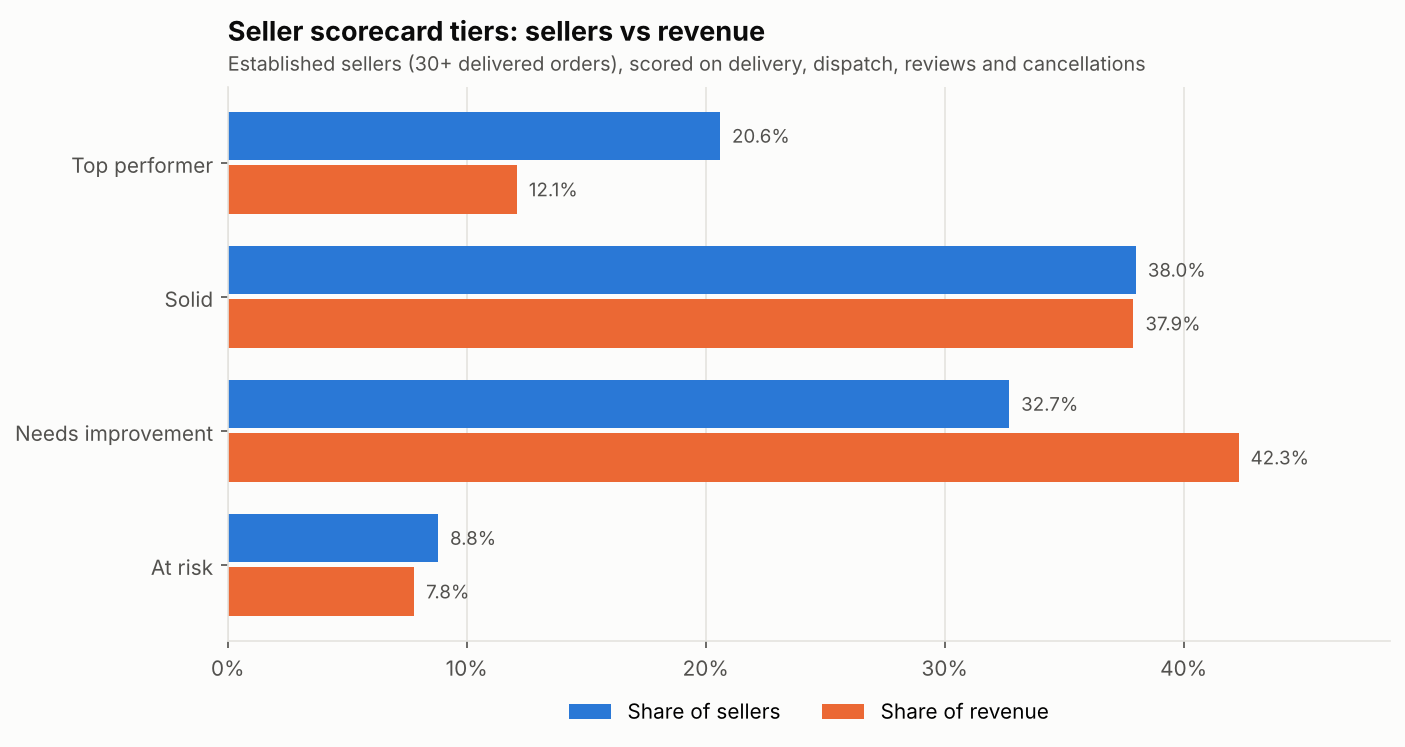 Seller scorecard tiers: sellers vs revenue
Established sellers (30+ delivered orders), scored on delivery, dispatch, reviews and cancellations
Top performer
20.6%
12.1%
Solid
38.0%
37.9%
Needs improvement
32.7%
42.3%
At risk
8.8%
7.8%
0% 10% 20% 30% 40%
Share of sellers Share of revenue